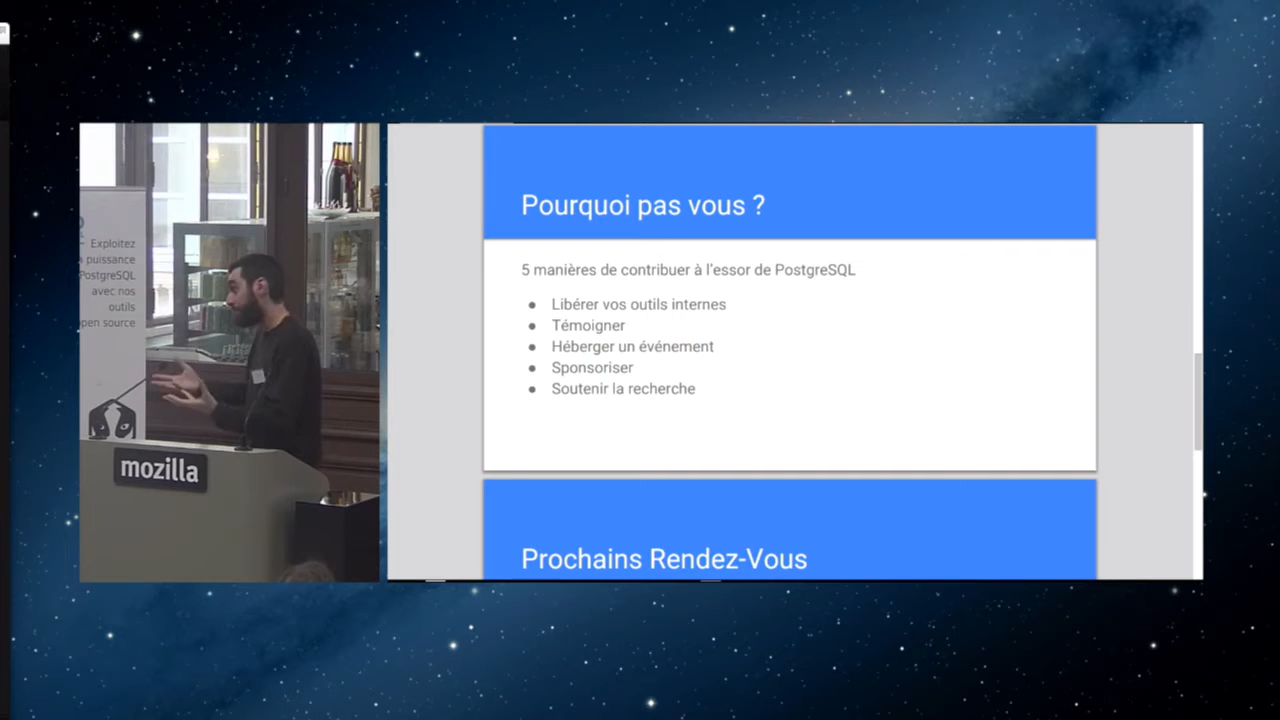 Exploitez
puissance
PostgreSQL
avec nos
outils
open source
mozilla
Pourquoi pas vous ?
5 manières de contribuer à l'essor de PostgreSQL
● Libérer vos outils internes
● Témoigner
● Héberger un événement
● Sponsoriser
● Soutenir la recherche
Prochains Rendez-Vous